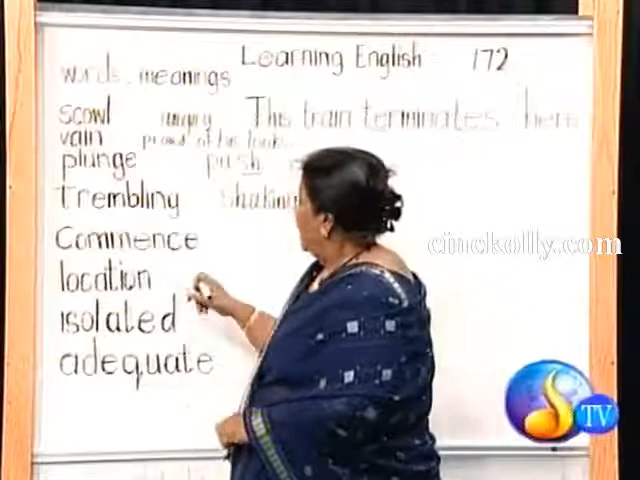 Learning English 172
words - meanings
scowl angry This train terminates here
vain proud of his looks
plunge push
trembling shaking
Commence
location
isolated
adequate
cinekolly.com
TV